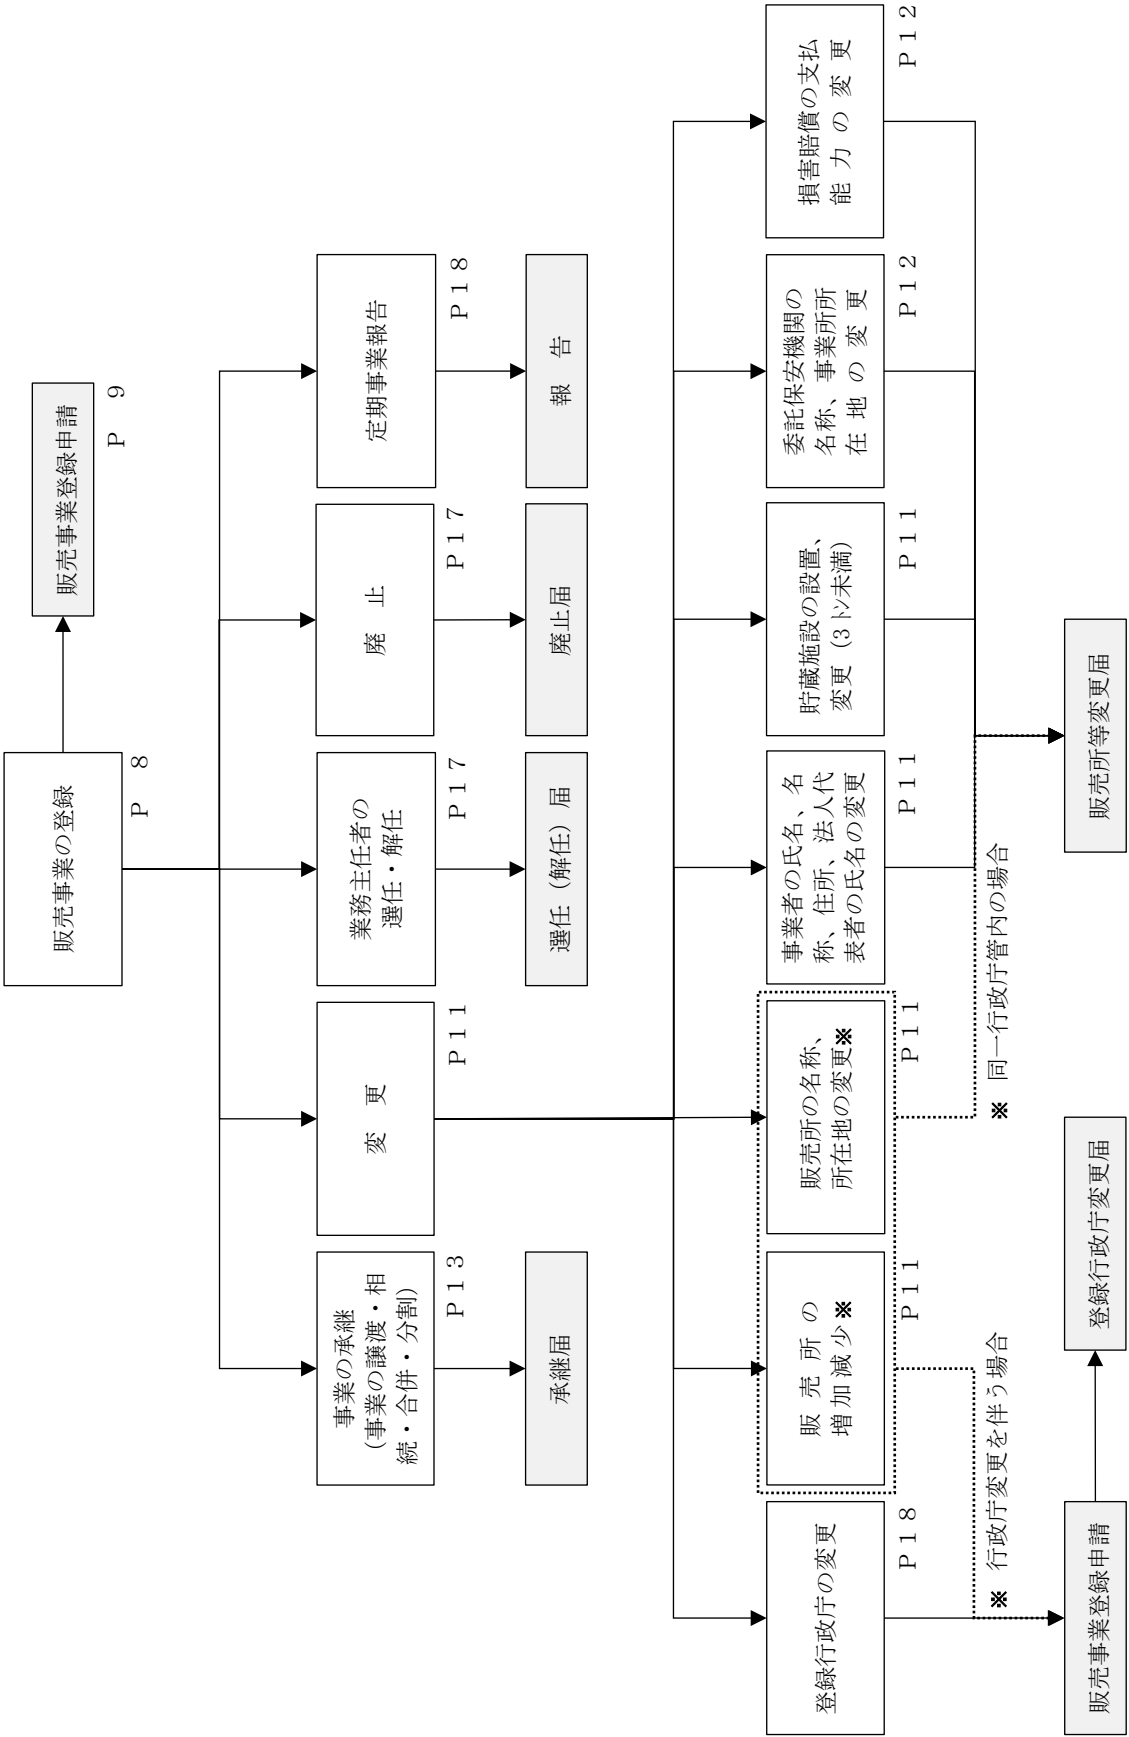 販売事業の登録
P 8
販売事業登録申請
P 9
事業の承継
（事業の譲渡・相
続・合併・分割）
P13
承継届
変 更
P11
業務主任者の
選任・解任
P17
選任（解任）届
廃 止
P17
廃止届
定期事業報告
P18
報 告
登録行政庁の変更
P18
販 売 所 の
増加減少※
P11
販売所の名称、
所在地の変更※
P11
事業者の氏名、名
称、住所、法人代
表者の氏名の変更
P11
貯蔵施設の設置、
変更（3㌧未満）
P11
委託保安機関の
名称、事業所所
在 地 の 変 更
P12
損害賠償の支払
能 力 の 変 更
P12
※ 行政庁変更を伴う場合
※ 同一行政庁管内の場合
販売事業登録申請
登録行政庁変更届
販売所等変更届